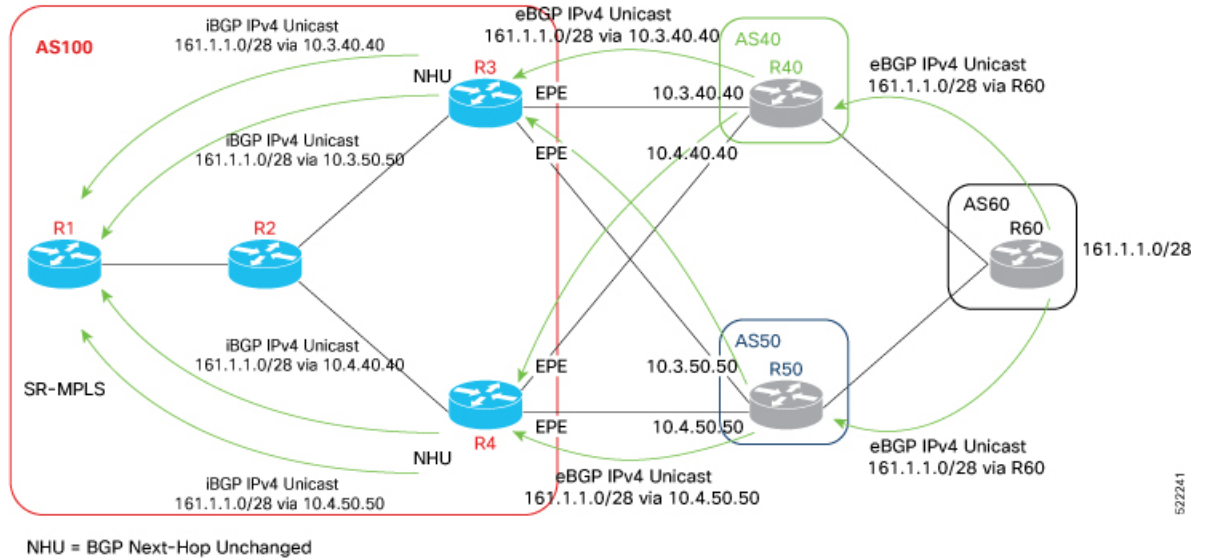 AS100
iBGP IPv4 Unicast
161.1.1.0/28 via 10.3.40.40
eBGP IPv4 Unicast
161.1.1.0/28 via 10.3.40.40
AS40
R40
eBGP IPv4 Unicast
161.1.1.0/28 via R60
NHU
R3
EPE
10.3.40.40
iBGP IPv4 Unicast
161.1.1.0/28 via 10.3.50.50
EPE
10.4.40.40
R1
R2
AS60
R60
161.1.1.0/28
iBGP IPv4 Unicast
161.1.1.0/28 via 10.4.40.40
EPE
10.3.50.50
AS50
R50
SR-MPLS
EPE
10.4.50.50
R4
NHU
eBGP IPv4 Unicast
161.1.1.0/28 via R60
iBGP IPv4 Unicast
161.1.1.0/28 via 10.4.50.50
eBGP IPv4 Unicast
161.1.1.0/28 via 10.4.50.50
522241
NHU = BGP Next-Hop Unchanged